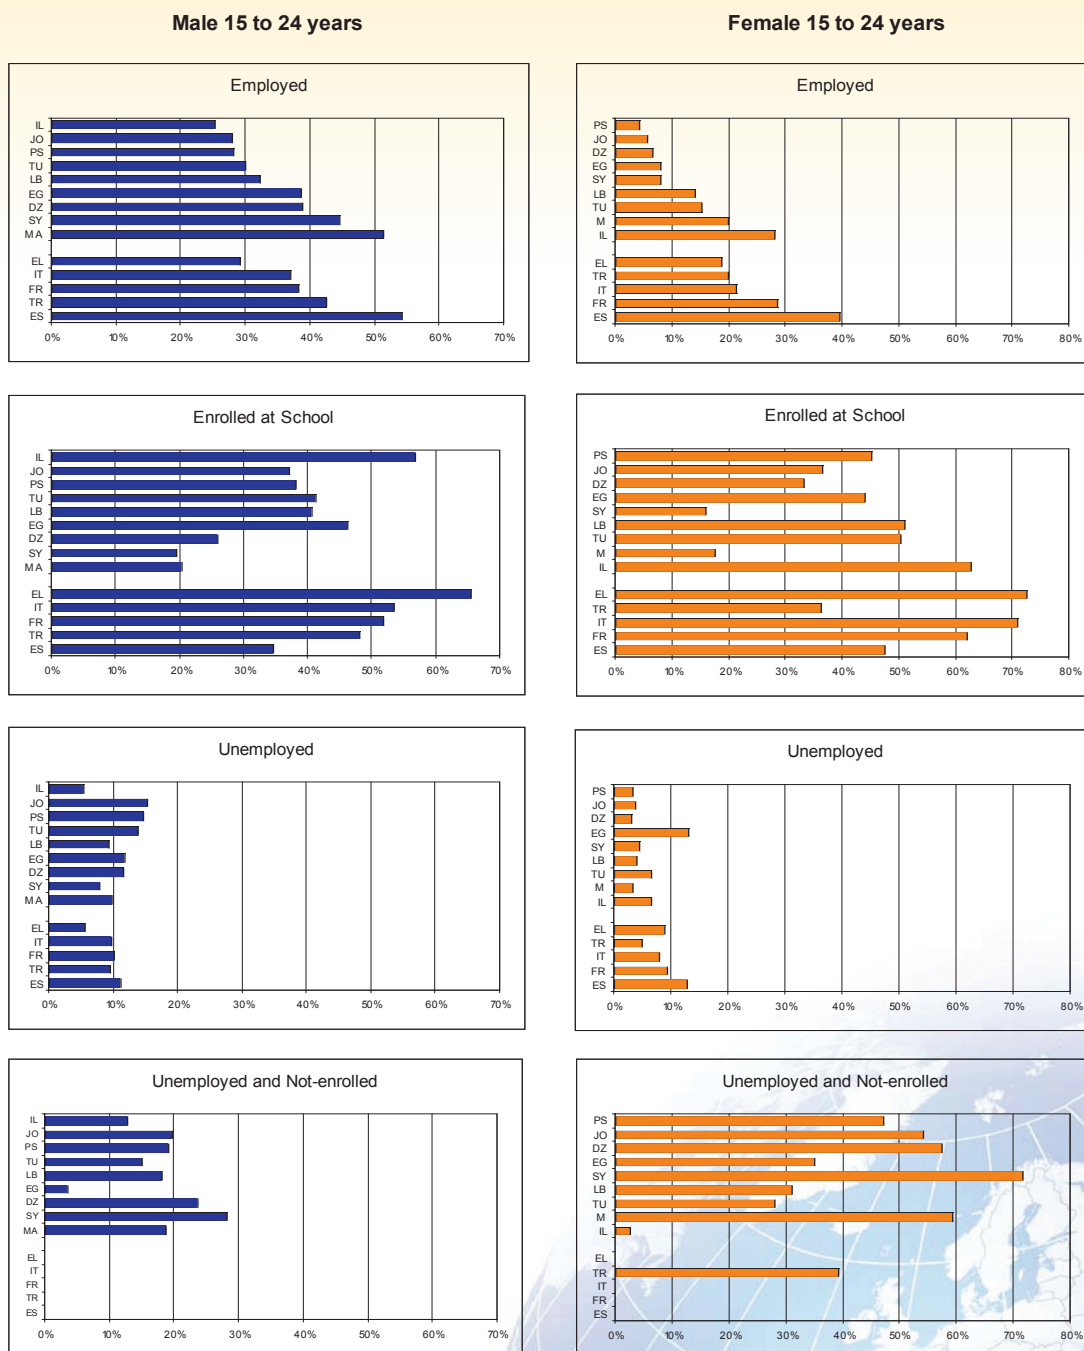 Male 15 to 24 years
Female 15 to 24 years
Employed
IL
JO
PS
TU
LB
EG
DZ
SY
MA
EL
IT
FR
TR
ES
0% 10% 20% 30% 40% 50% 60% 70%
Employed
PS
JO
DZ
EG
SY
LB
TU
M
IL
EL
TR
IT
FR
ES
0% 10% 20% 30% 40% 50% 60% 70% 80%
Enrolled at School
IL
JO
PS
TU
LB
EG
DZ
SY
MA
EL
IT
FR
TR
ES
0% 10% 20% 30% 40% 50% 60% 70%
Enrolled at School
PS
JO
DZ
EG
SY
LB
TU
M
IL
EL
TR
IT
FR
ES
0% 10% 20% 30% 40% 50% 60% 70% 80%
Unemployed
IL
JO
PS
TU
LB
EG
DZ
SY
MA
EL
IT
FR
TR
ES
0% 10% 20% 30% 40% 50% 60% 70%
Unemployed
PS
JO
DZ
EG
SY
LB
TU
M
IL
EL
TR
IT
FR
ES
0% 10% 20% 30% 40% 50% 60% 70% 80%
Unemployed and Not-enrolled
IL
JO
PS
TU
LB
EG
DZ
SY
MA
EL
IT
FR
TR
ES
0% 10% 20% 30% 40% 50% 60% 70%
Unemployed and Not-enrolled
PS
JO
DZ
EG
SY
LB
TU
M
IL
EL
TR
IT
FR
ES
0% 10% 20% 30% 40% 50% 60% 70% 80%